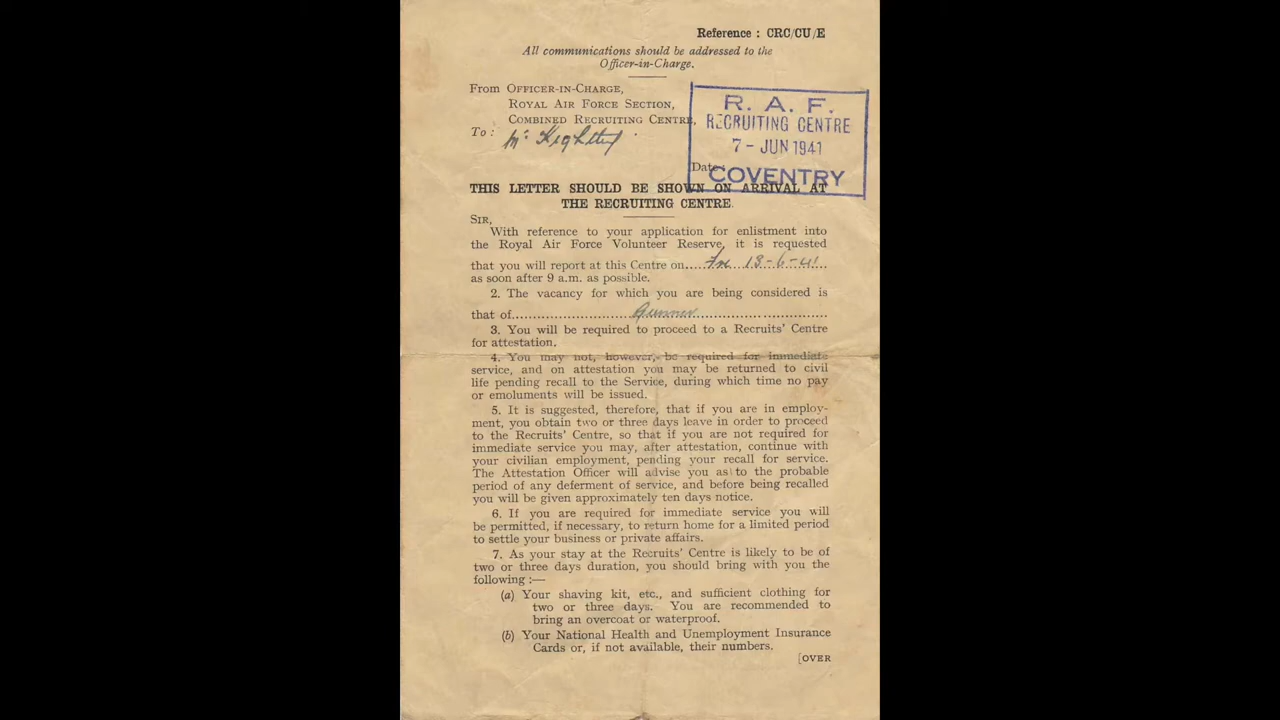 Reference : CRC/CU/E
All communications should be addressed to the
Officer-in-Charge.
From OFFICER-IN-CHARGE,
ROYAL AIR FORCE SECTION,
COMBINED RECRUITING CENTRE,
To : Mr
R. A. F.
RECRUITING CENTRE
7 - JUN 1941
Date :
COVENTRY
THIS LETTER SHOULD BE SHOWN ON ARRIVAL AT
THE RECRUITING CENTRE.
SIR,
With reference to your application for enlistment into
the Royal Air Force Volunteer Reserve, it is requested
that you will report at this Centre on.....Fri 13-6-41
as soon after 9 a.m. as possible.
2. The vacancy for which you are being considered is
that of..............................Gunner..............................
3. You will be required to proceed to a Recruits' Centre
for attestation.
4. You may not, however, be required for immediate
service, and on attestation you may be returned to civil
life pending recall to the Service, during which time no pay
or emoluments will be issued.
5. It is suggested, therefore, that if you are in employ-
ment, you obtain two or three days leave in order to proceed
to the Recruits' Centre, so that if you are not required for
immediate service you may, after attestation, continue with
your civilian employment, pending your recall for service.
The Attestation Officer will advise you as to the probable
period of any deferment of service, and before being recalled
you will be given approximately ten days notice.
6. If you are required for immediate service you will
be permitted, if necessary, to return home for a limited period
to settle your business or private affairs.
7. As your stay at the Recruits' Centre is likely to be of
two or three days duration, you should bring with you the
following :—
(a) Your shaving kit, etc., and sufficient clothing for
two or three days. You are recommended to
bring an overcoat or waterproof.
(b) Your National Health and Unemployment Insurance
Cards or, if not available, their numbers.
[OVER